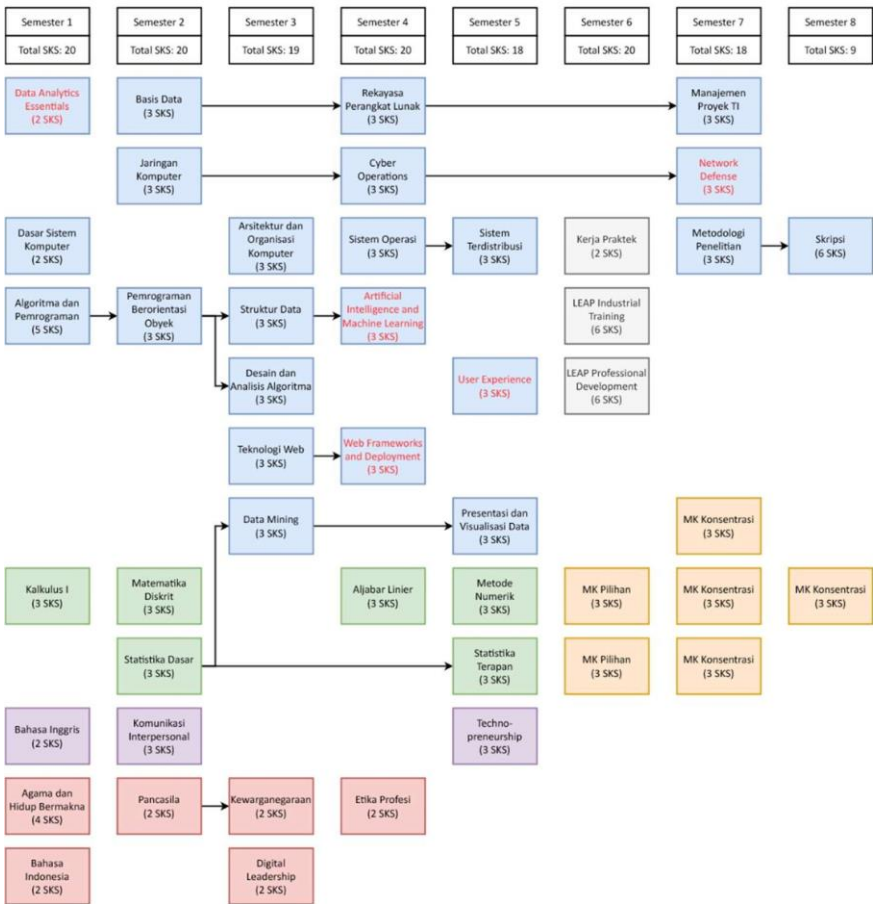 Semester 1
Semester 2
Semester 3
Semester 4
Semester 5
Semester 6
Semester 7
Semester 8
Total SKS: 20
Total SKS: 20
Total SKS: 19
Total SKS: 20
Total SKS: 18
Total SKS: 20
Total SKS: 18
Total SKS: 9
Data Analytics
Essentials
(2 SKS)
Basis Data
(3 SKS)
Rekayasa
Perangkat Lunak
(3 SKS)
Manajemen
Proyek TI
(3 SKS)
Jaringan
Komputer
(3 SKS)
Cyber
Operations
(3 SKS)
Network
Defense
(3 SKS)
Dasar Sistem
Komputer
(2 SKS)
Arsitektur dan
Organisasi
Komputer
(3 SKS)
Sistem Operasi
(3 SKS)
Sistem
Terdistribusi
(3 SKS)
Kerja Praktek
(2 SKS)
Metodologi
Penelitian
(3 SKS)
Skripsi
(6 SKS)
Algoritma dan
Pemrograman
(5 SKS)
Pemrograman
Berorientasi
Obyek
(3 SKS)
Struktur Data
(3 SKS)
Artificial
Intelligence and
Machine Learning
(3 SKS)
LEAP Industrial
Training
(6 SKS)
Desain dan
Analisis Algoritma
(3 SKS)
User Experience
(3 SKS)
LEAP Professional
Development
(6 SKS)
Teknologi Web
(3 SKS)
Web Frameworks
and Deployment
(3 SKS)
Data Mining
(3 SKS)
Presentasi dan
Visualisasi Data
(3 SKS)
MK Konsentrasi
(3 SKS)
Kalkulus I
(3 SKS)
Matematika
Diskrit
(3 SKS)
Aljabar Linier
(3 SKS)
Metode
Numerik
(3 SKS)
MK Pilihan
(3 SKS)
MK Konsentrasi
(3 SKS)
MK Konsentrasi
(3 SKS)
Statistika Dasar
(3 SKS)
Statistika
Terapan
(3 SKS)
MK Pilihan
(3 SKS)
MK Konsentrasi
(3 SKS)
Bahasa Inggris
(2 SKS)
Komunikasi
Interpersonal
(3 SKS)
Techno-
preneurship
(3 SKS)
Agama dan
Hidup Bermakna
(4 SKS)
Pancasila
(2 SKS)
Kewarganegaraan
(2 SKS)
Etika Profesi
(2 SKS)
Bahasa
Indonesia
(2 SKS)
Digital
Leadership
(2 SKS)